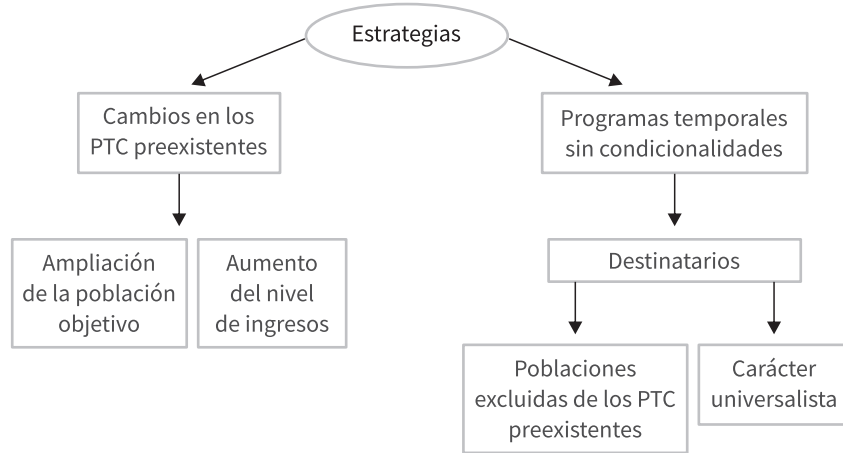 Estrategias
Cambios en los
PTC preexistentes
Programas temporales
sin condicionalidades
Ampliación
de la población
objetivo
Aumento
del nivel
de ingresos
Destinatarios
Poblaciones
excluidas de los PTC
preexistentes
Carácter
universalista